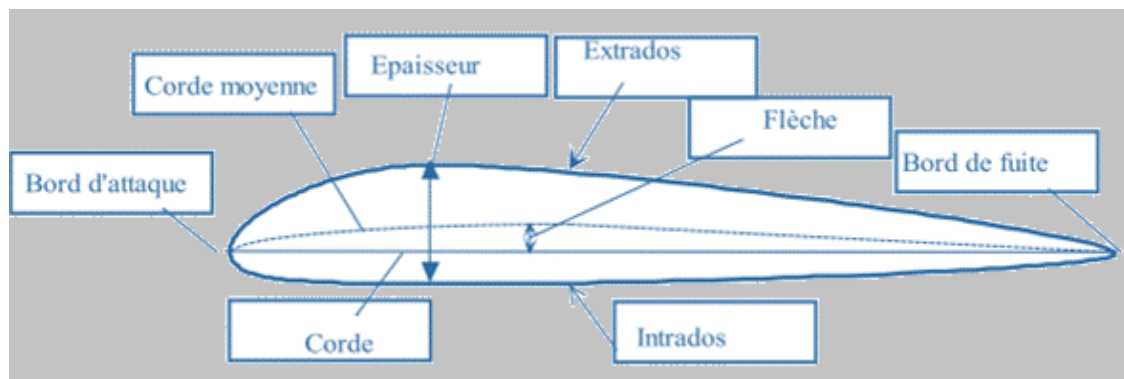 Extrados
Epaisseur
Corde moyenne
Flèche
Bord de fuite
Bord d'attaque
Corde
Intrados